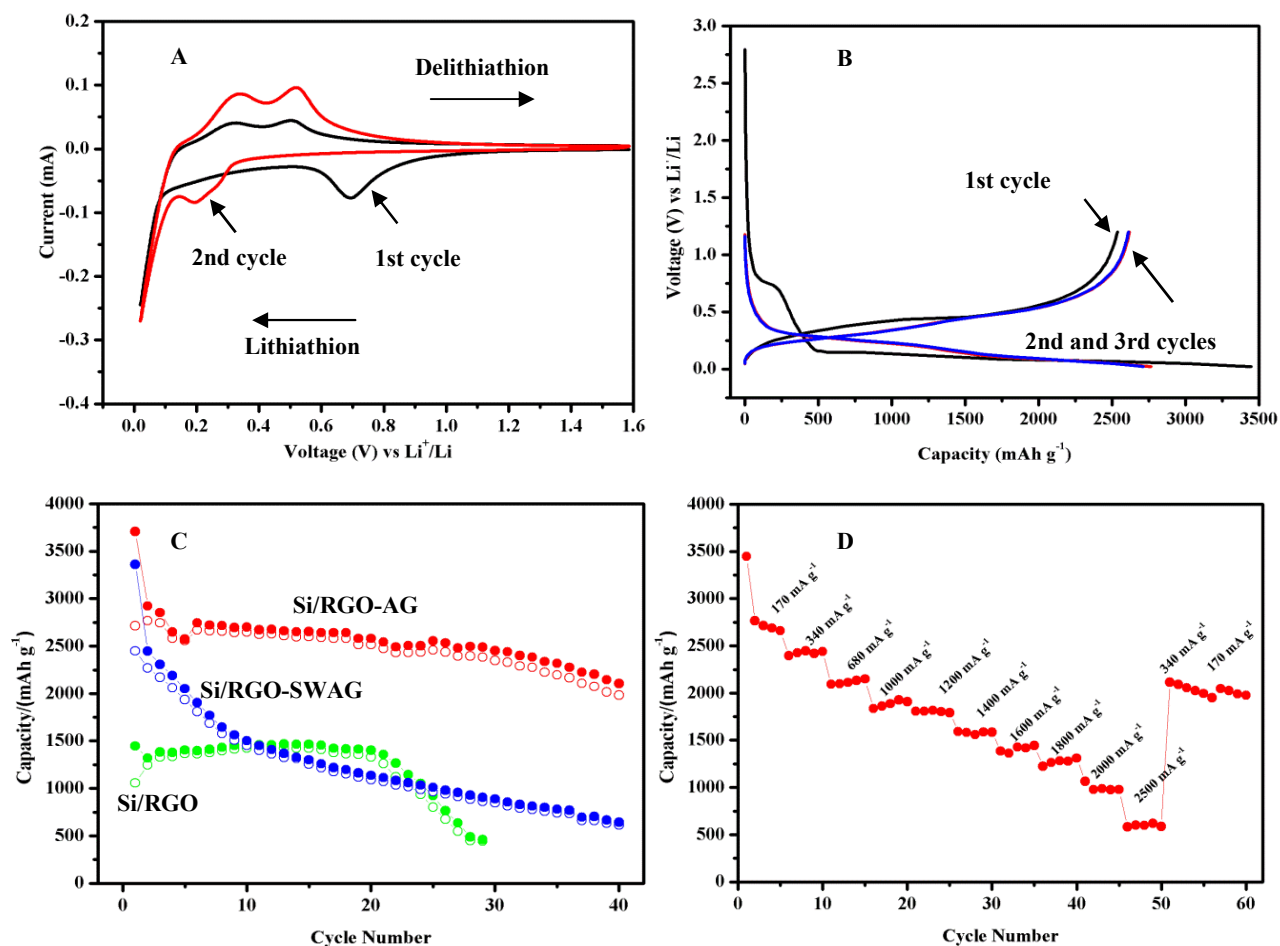 A
Delithiathion
2nd cycle
1st cycle
Lithiathion
0.2
0.1
0.0
-0.1
-0.2
-0.3
-0.4
Current (mA)
0.0 0.2 0.4 0.6 0.8 1.0 1.2 1.4 1.6
Voltage (V) vs Li⁺/Li
B
1st cycle
2nd and 3rd cycles
3.0
2.5
2.0
1.5
1.0
0.5
0.0
Voltage (V) vs Li⁻/Li
0 500 1000 1500 2000 2500 3000 3500
Capacity (mAh g⁻¹)
C
Si/RGO-AG
Si/RGO-SWAG
Si/RGO
4000
3500
3000
2500
2000
1500
1000
500
0
Capacity/(mAh g⁻¹)
0 10 20 30 40
Cycle Number
D
170 mA g⁻¹
340 mA g⁻¹
680 mA g⁻¹
1000 mA g⁻¹
1200 mA g⁻¹
1400 mA g⁻¹
1600 mA g⁻¹
1800 mA g⁻¹
2000 mA g⁻¹
2500 mA g⁻¹
340 mA g⁻¹
170 mA g⁻¹
4000
3500
3000
2500
2000
1500
1000
500
0
Capacity/(mAh g⁻¹)
0 10 20 30 40 50 60
Cycle Number